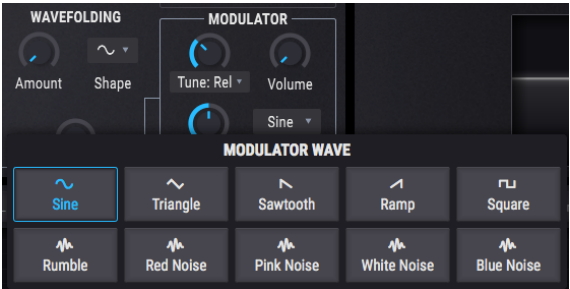 WAVEFOLDING
MODULATOR
Amount
Shape
Tune: Rel
Volume
Sine
MODULATOR WAVE
Sine
Triangle
Sawtooth
Ramp
Square
Rumble
Red Noise
Pink Noise
White Noise
Blue Noise